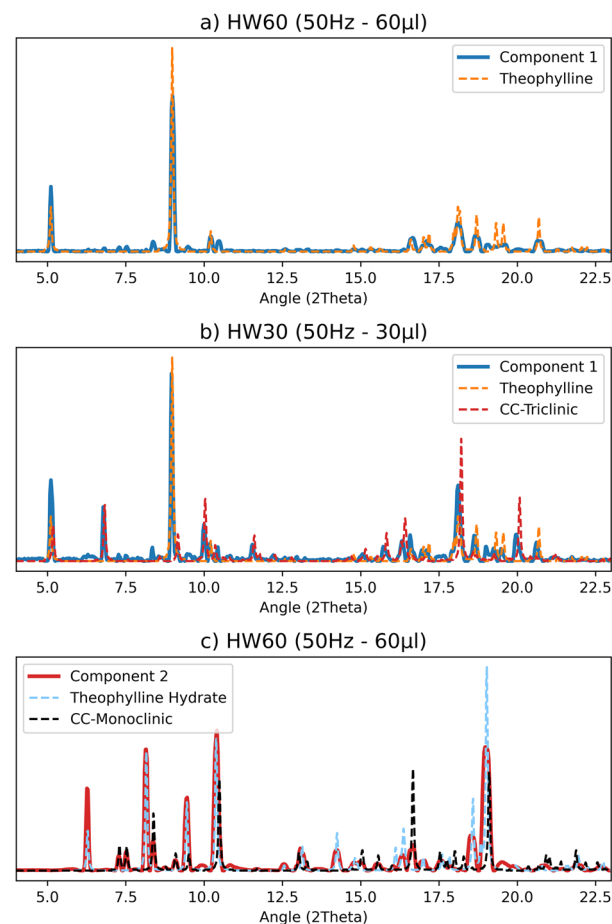 a) HW60 (50Hz - 60µl)
Component 1
Theophylline
5.0 7.5 10.0 12.5 15.0 17.5 20.0 22.5
Angle (2Theta)
b) HW30 (50Hz - 30µl)
Component 1
Theophylline
CC-Triclinic
5.0 7.5 10.0 12.5 15.0 17.5 20.0 22.5
Angle (2Theta)
c) HW60 (50Hz - 60µl)
Component 2
Theophylline Hydrate
CC-Monoclinic
5.0 7.5 10.0 12.5 15.0 17.5 20.0 22.5
Angle (2Theta)